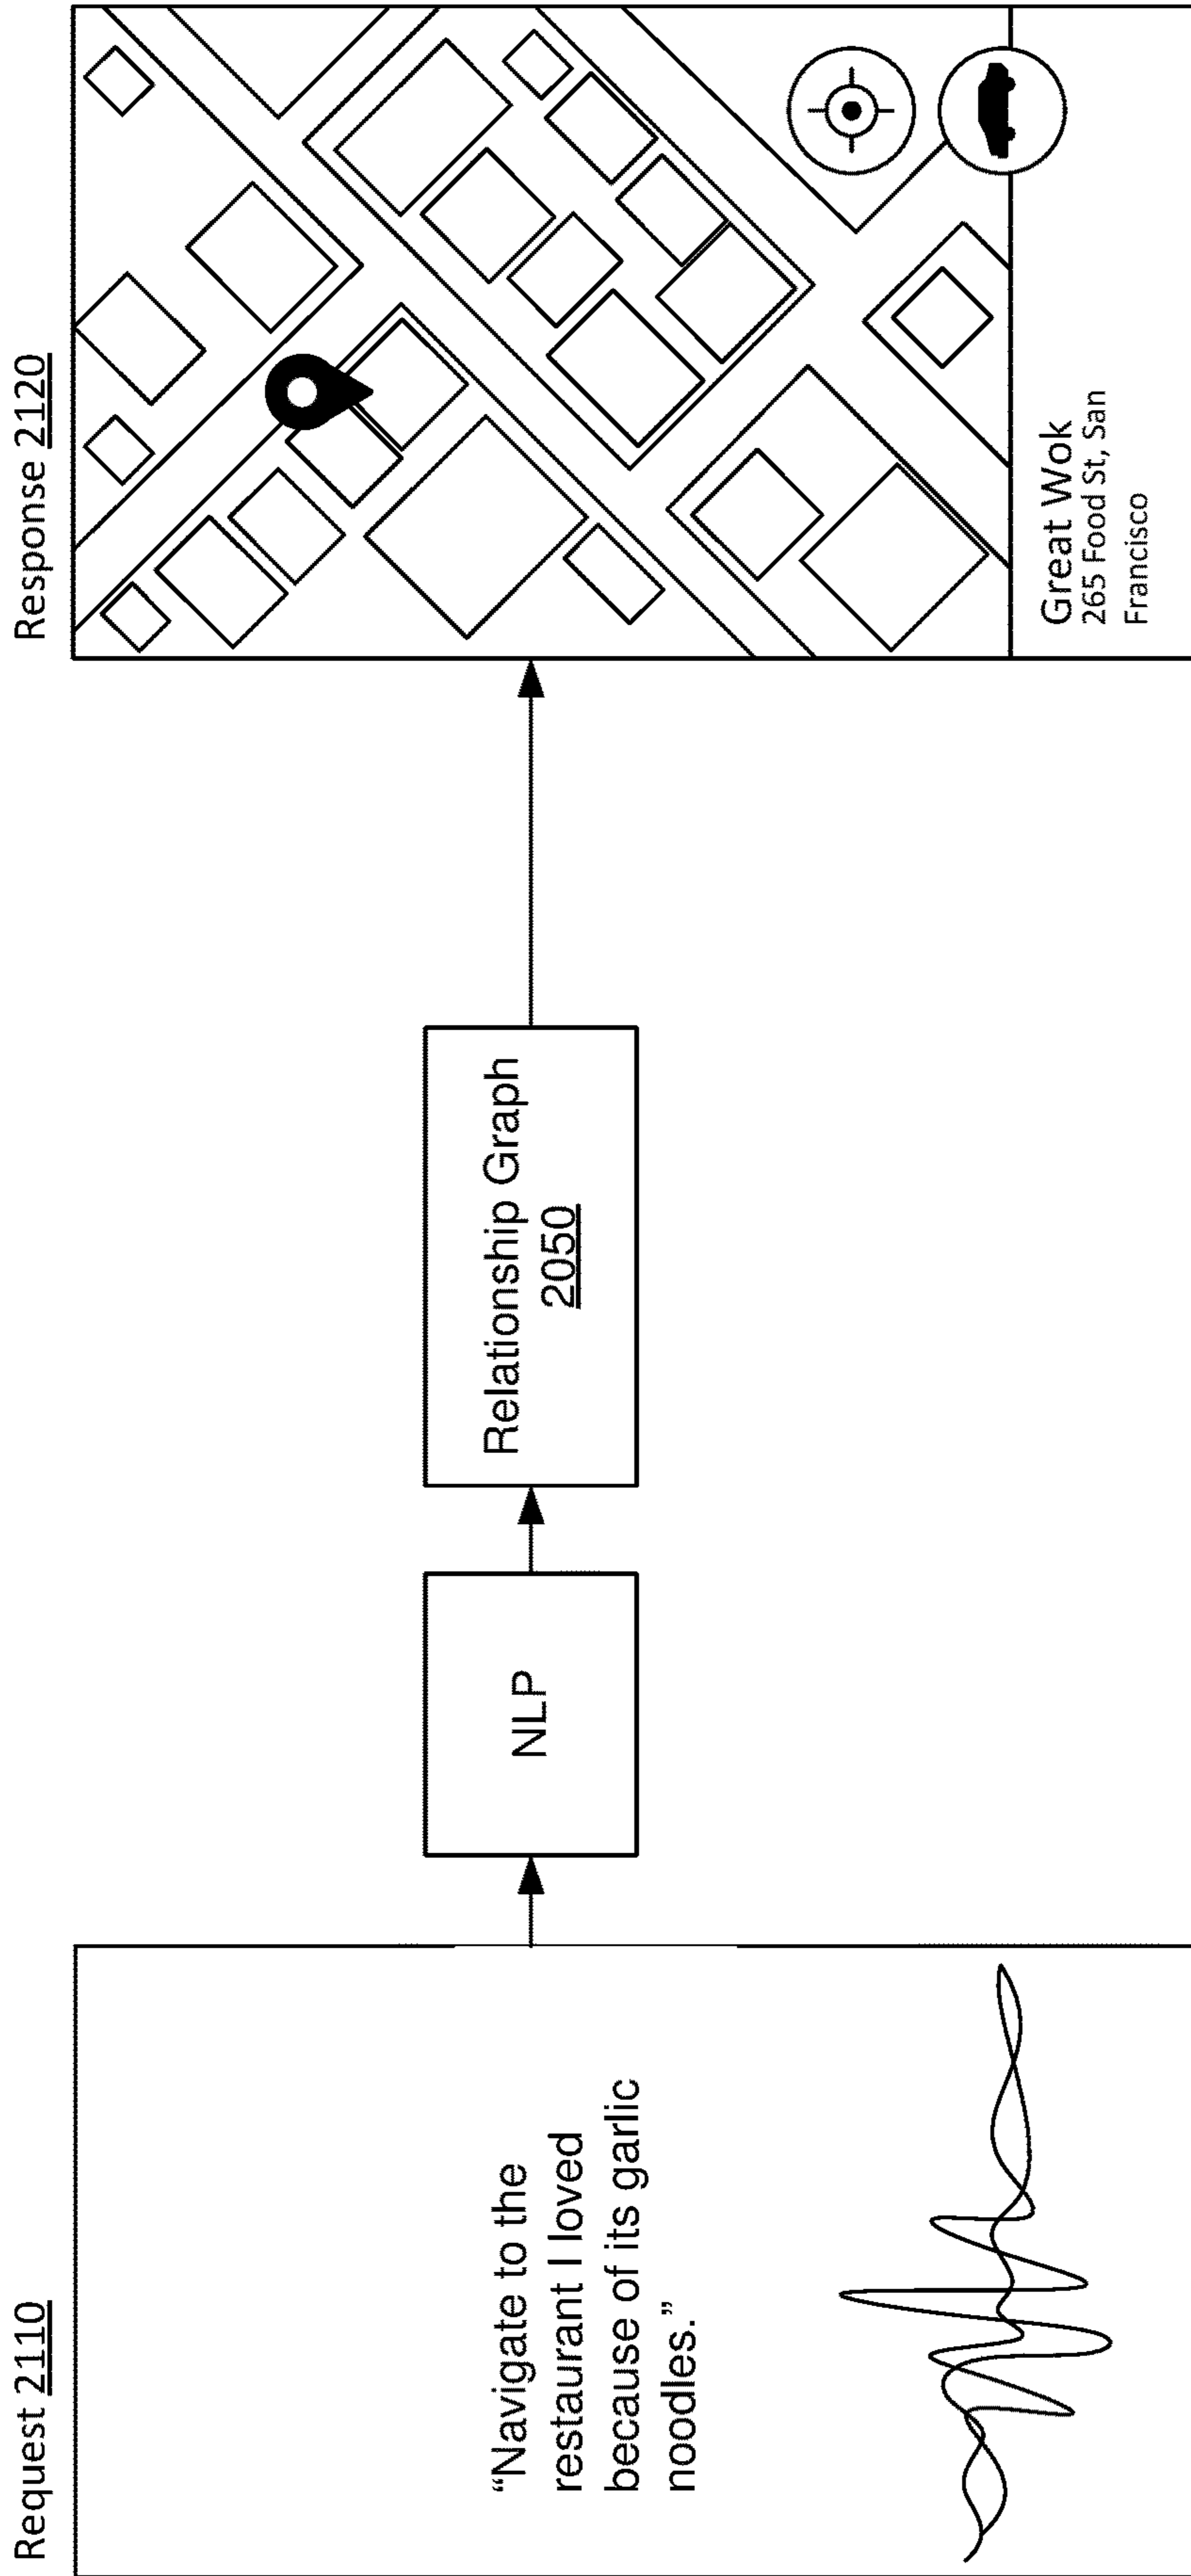 Request 2110
“Navigate to the
restaurant I loved
because of its garlic
noodles.”
NLP
Relationship Graph
2050
Response 2120
Great Wok
265 Food St, San
Francisco